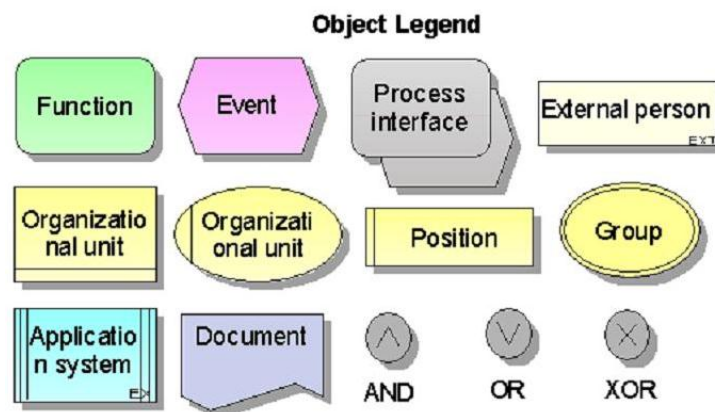 Object Legend
Function
Event
Process
interface
External person
EXT
Organizatio
nal unit
Organizati
onal unit
Position
Group
Applicatio
n system
EX
Document
AND
OR
XOR